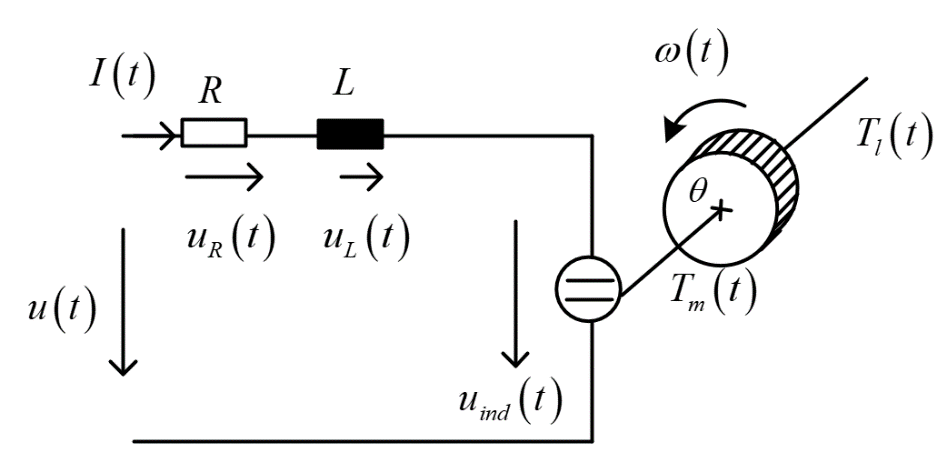 ω(t)
I(t)
R
L
T_l(t)
θ
u_R(t)
u_L(t)
T_m(t)
u(t)
u_ind(t)